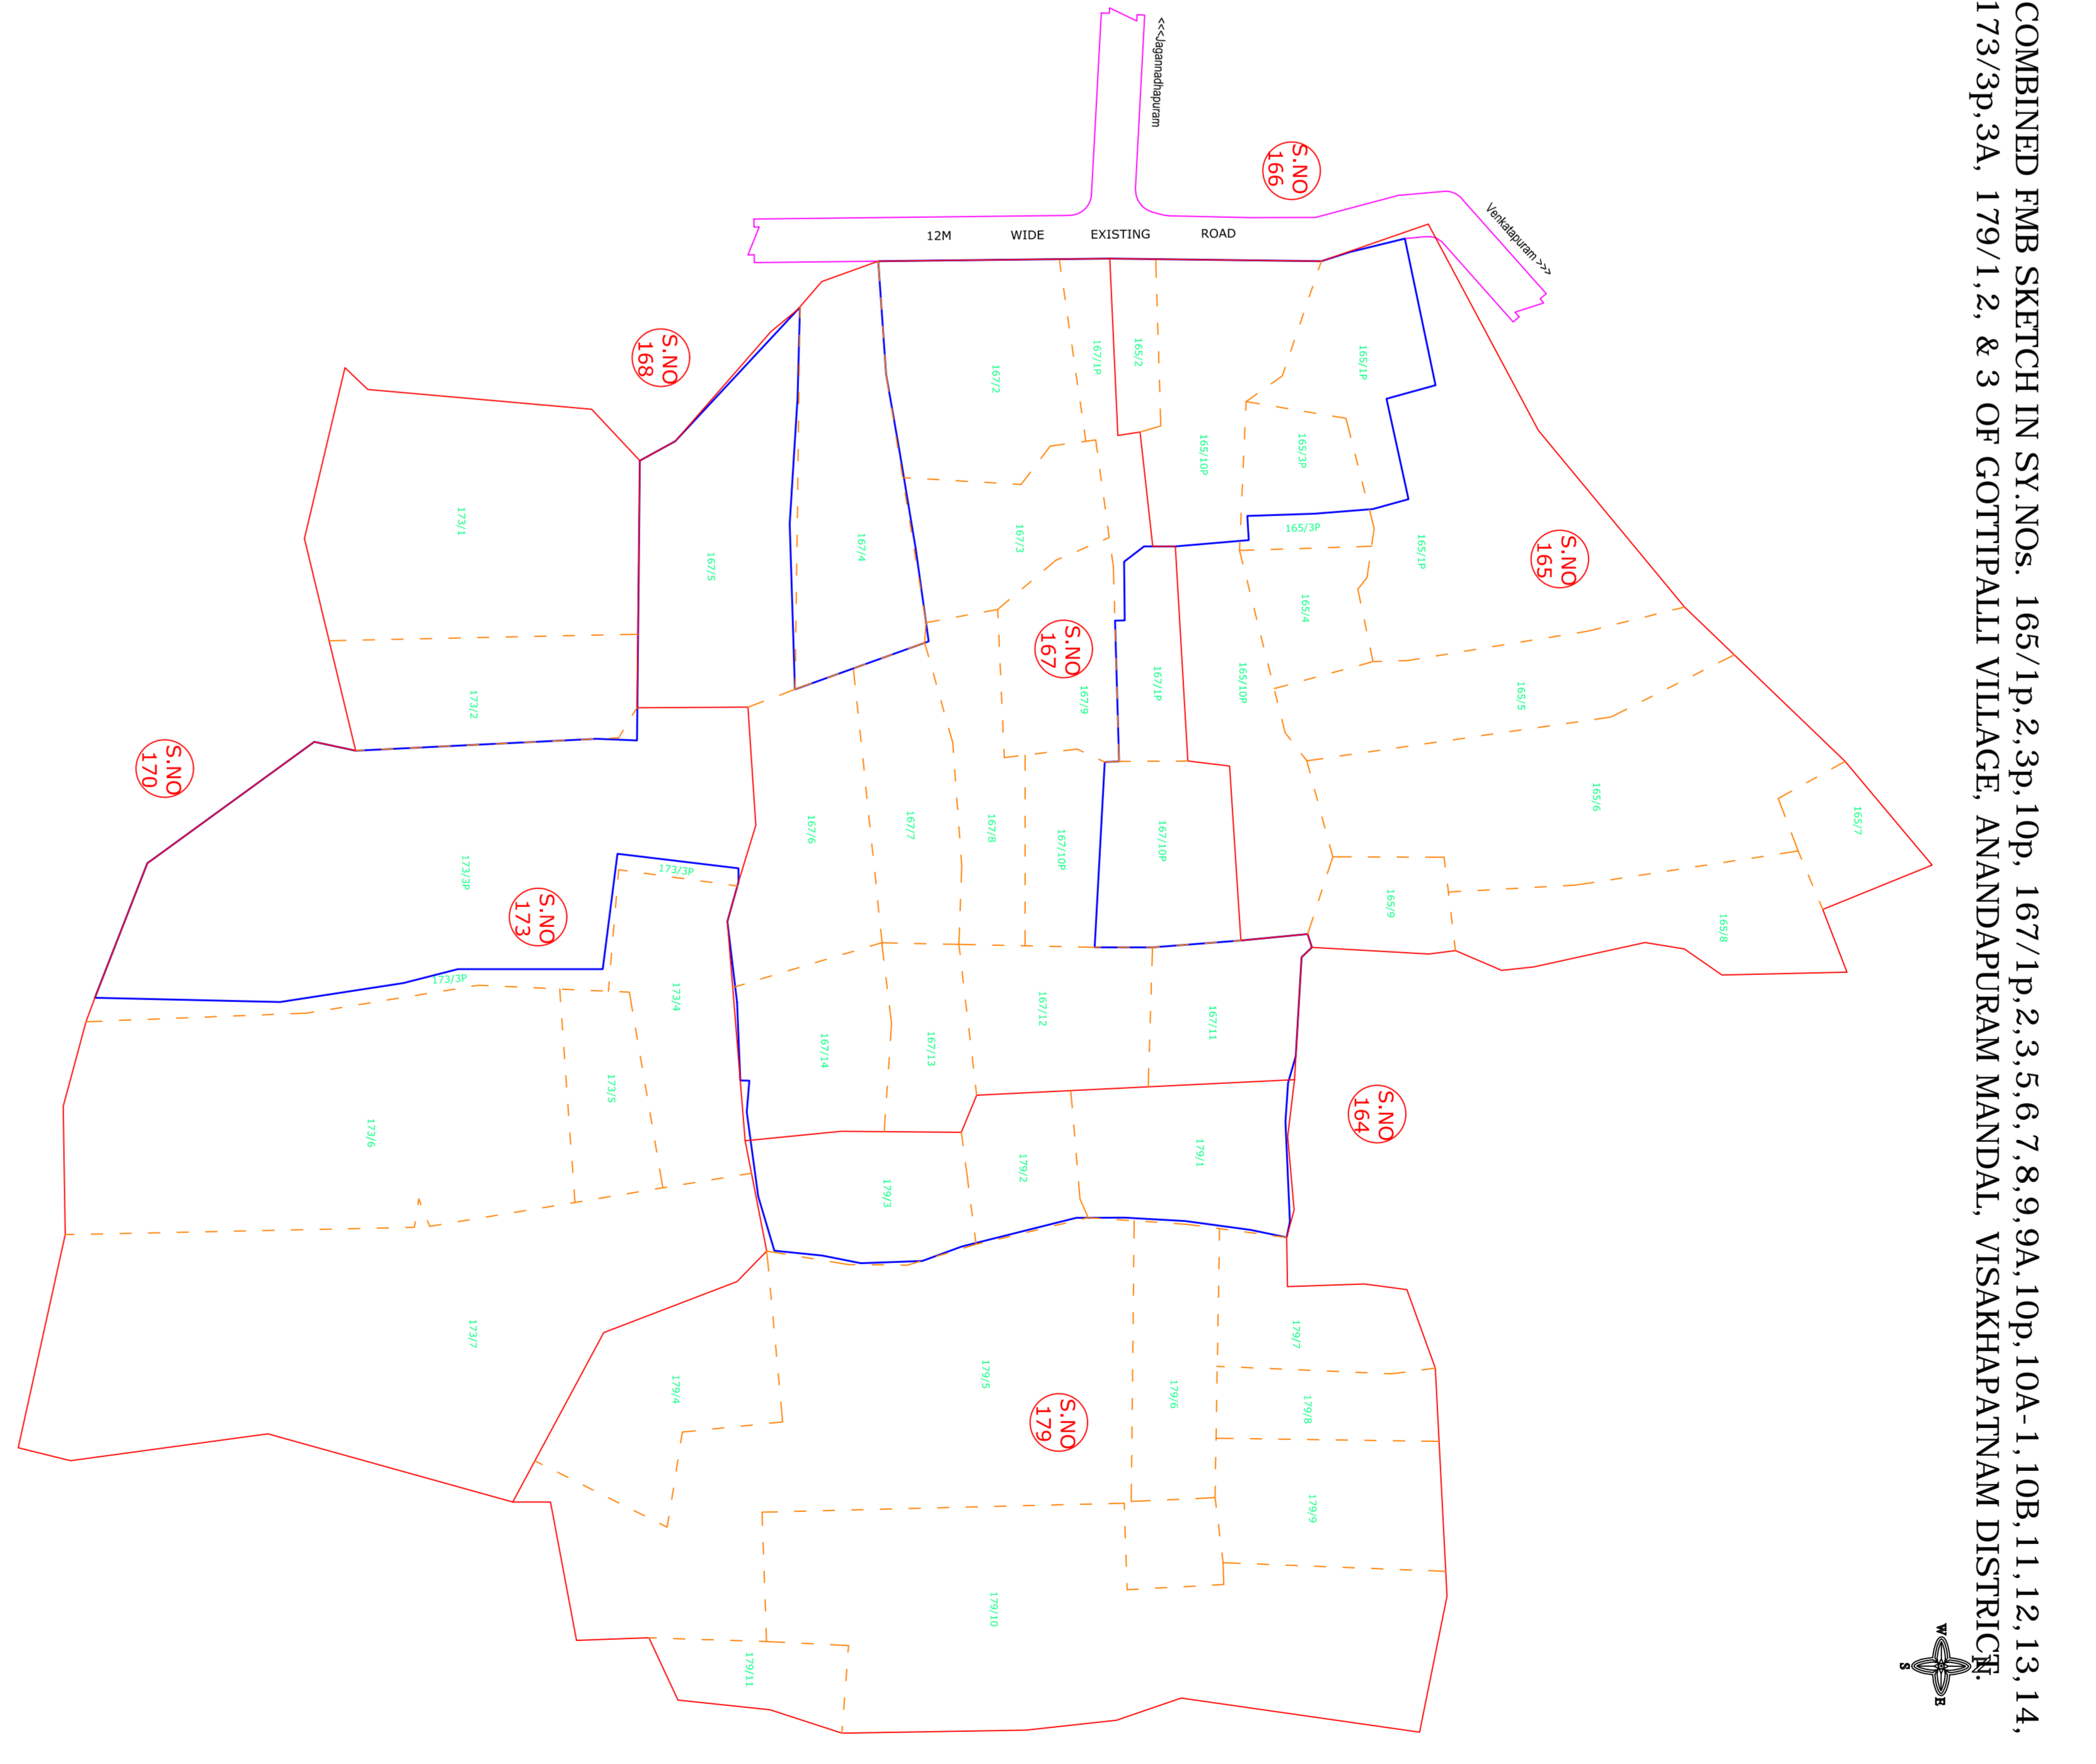 COMBINED FMB SKETCH IN SY.NOs. 165/1p,2,3p,10p, 167/1p,2,3,5,6,7,8,9,9A,10p,10A-1,10B,11,12,13,14,
173/3p,3A, 179/1,2, & 3 OF GOTTIPALLI VILLAGE, ANANDAPURAM MANDAL, VISAKHAPATNAM DISTRICT.
<<<Jagannadhapuram
Venkatapuram >>>
12M WIDE EXISTING ROAD
S.NO
166
S.NO
165
S.NO
168
S.NO
167
S.NO
170
S.NO
173
S.NO
164
S.NO
179
165/1P
165/2
167/1P
167/2
165/3P
165/10P
165/3P
165/1P
167/3
167/4
167/5
173/1
165/4
165/5
165/10P
167/1P
167/9
173/2
165/7
165/6
167/10P
167/10P
167/8
167/7
167/6
173/3P
173/3P
165/8
165/9
173/3P
173/4
167/11
167/12
167/13
167/14
173/5
173/6
179/1
179/2
179/3
179/7
173/7
179/5
179/6
179/4
179/8
179/9
179/10
179/11
W
N
S
E